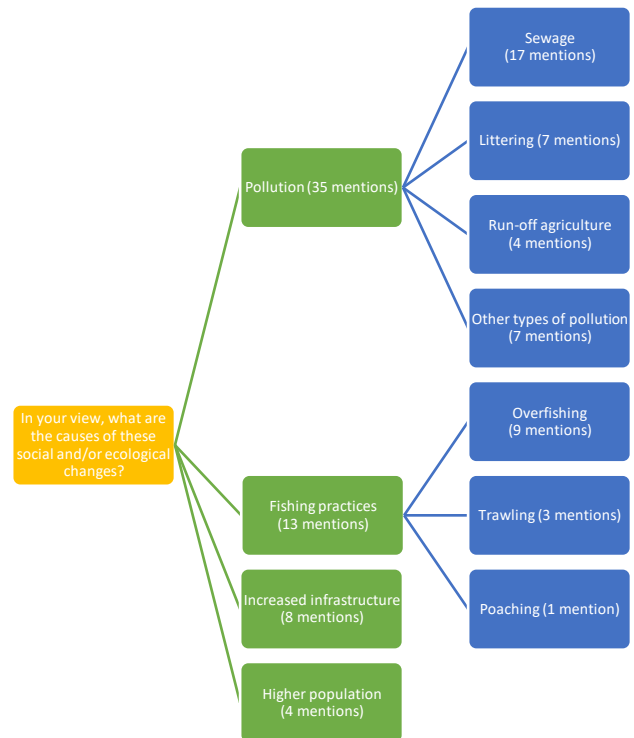 In your view, what are
the causes of these
social and/or ecological
changes?
Pollution (35 mentions)
Sewage
(17 mentions)
Littering (7 mentions)
Run-off agriculture
(4 mentions)
Other types of pollution
(7 mentions)
Fishing practices
(13 mentions)
Overfishing
(9 mentions)
Trawling (3 mentions)
Poaching (1 mention)
Increased infrastructure
(8 mentions)
Higher population
(4 mentions)